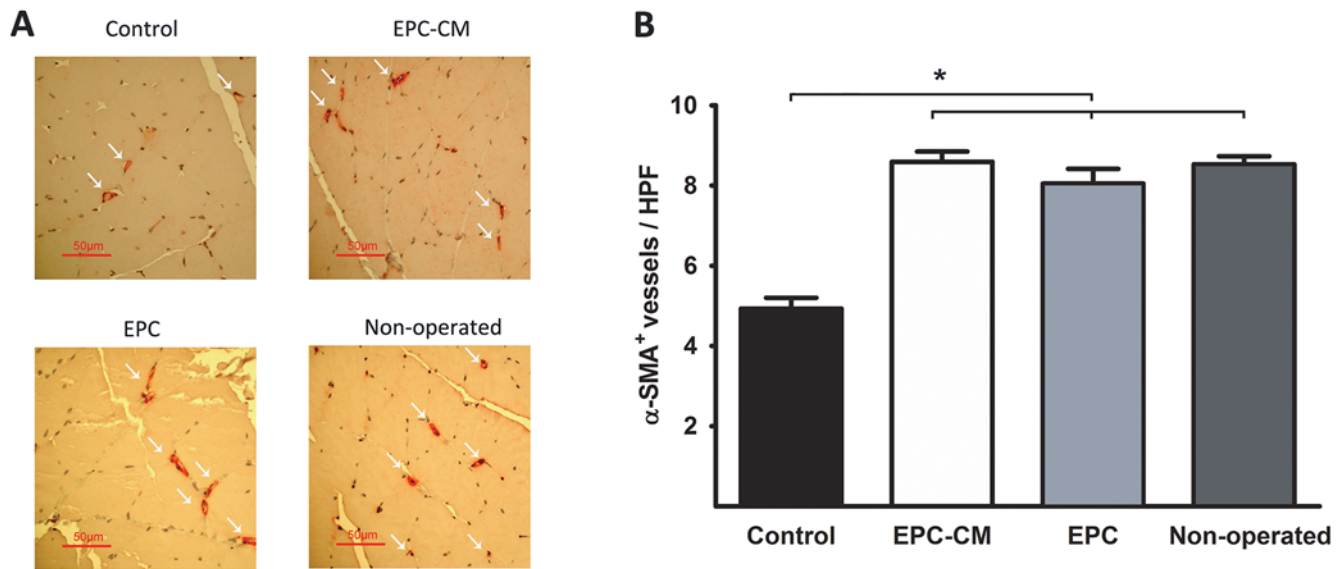 A
Control
EPC-CM
50µm
50µm
EPC
Non-operated
50µm
50µm
B
*
α-SMA⁺ vessels / HPF
10
8
6
4
2
Control EPC-CM EPC Non-operated